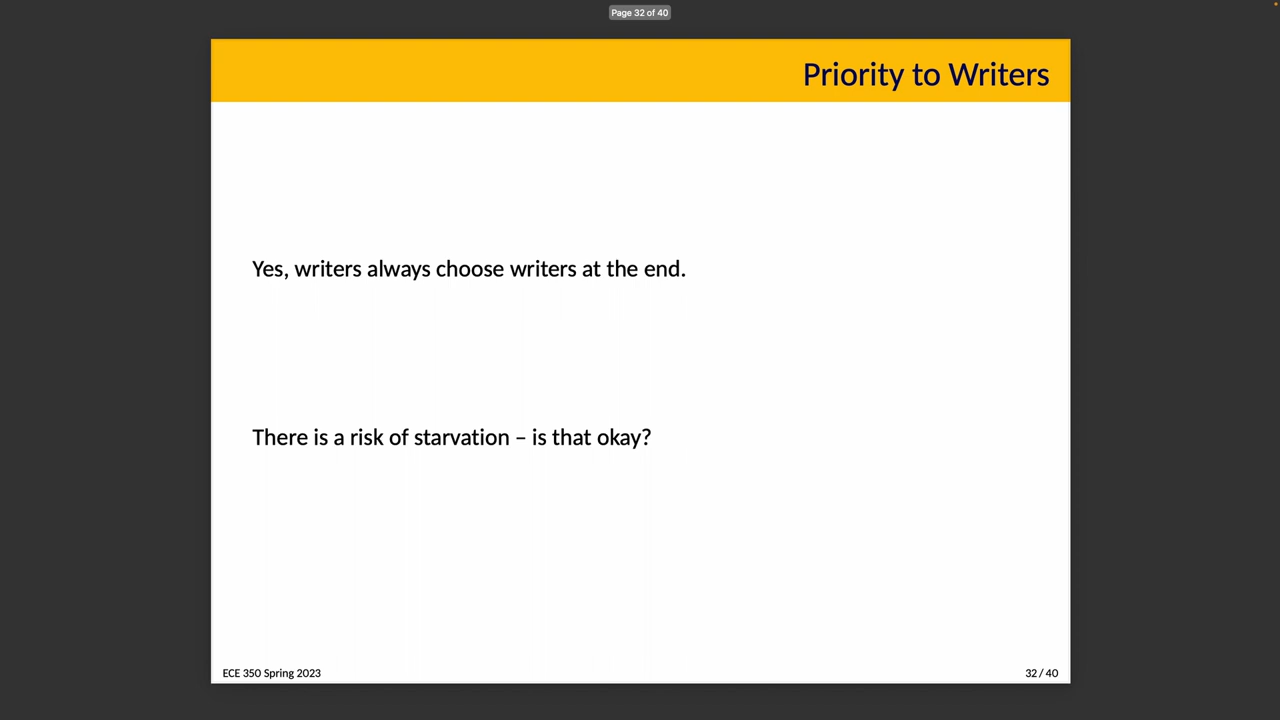 Page 32 of 40
Priority to Writers
Yes, writers always choose writers at the end.
There is a risk of starvation – is that okay?
ECE 350 Spring 2023
32 / 40